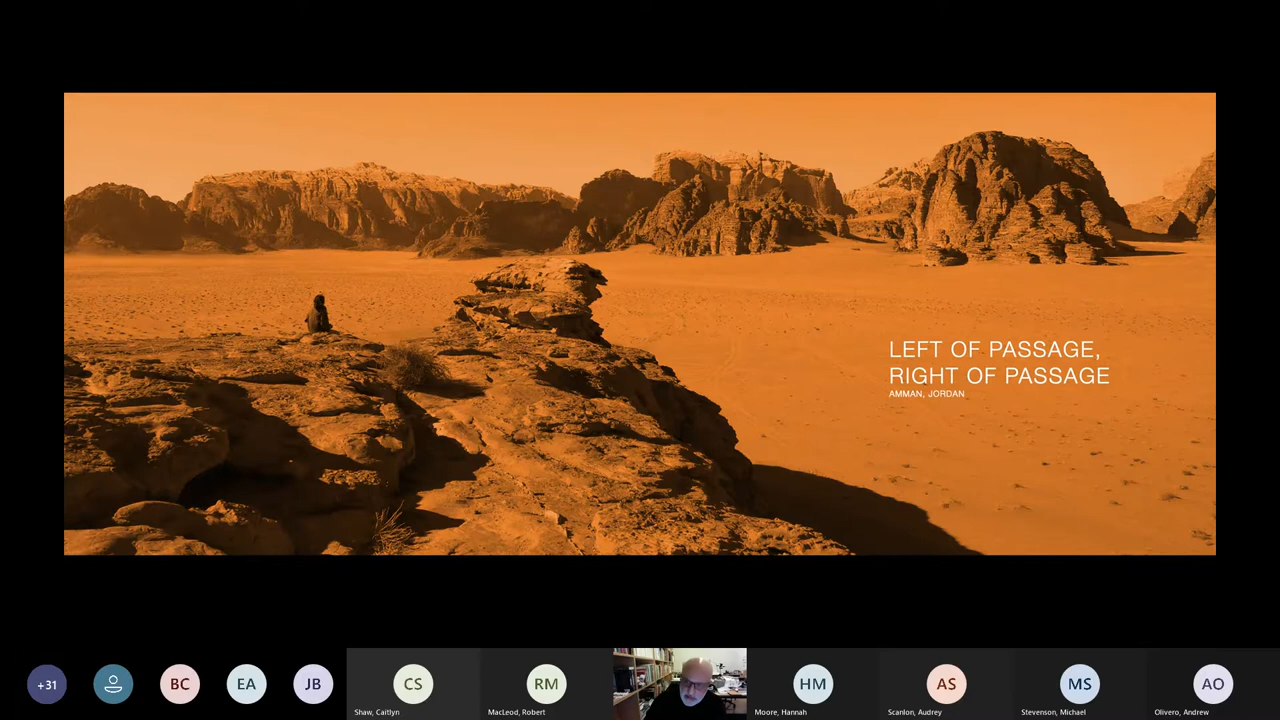 LEFT OF PASSAGE,
RIGHT OF PASSAGE
AMMAN, JORDAN
+31
BC
EA
JB
CS
RM
HM
AS
MS
AO
Shaw, Caitlyn
MacLeod, Robert
Moore, Hannah
Scanlon, Audrey
Stevenson, Michael
Olivero, Andrew